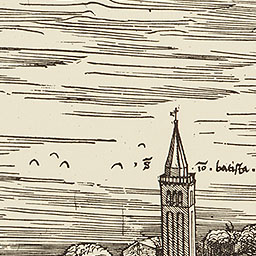 s̄ io̅ . batista .